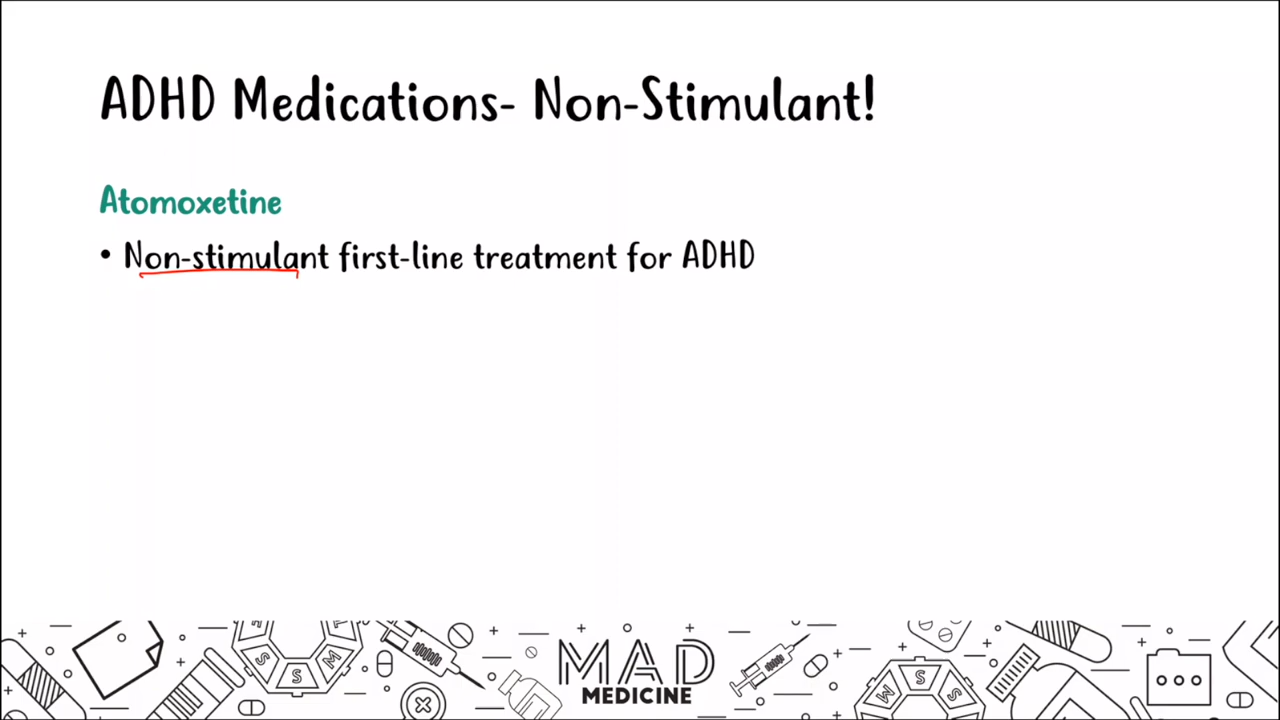 ADHD Medications- Non-Stimulant!
Atomoxetine
• Non-stimulant first-line treatment for ADHD
MAD
MEDICINE